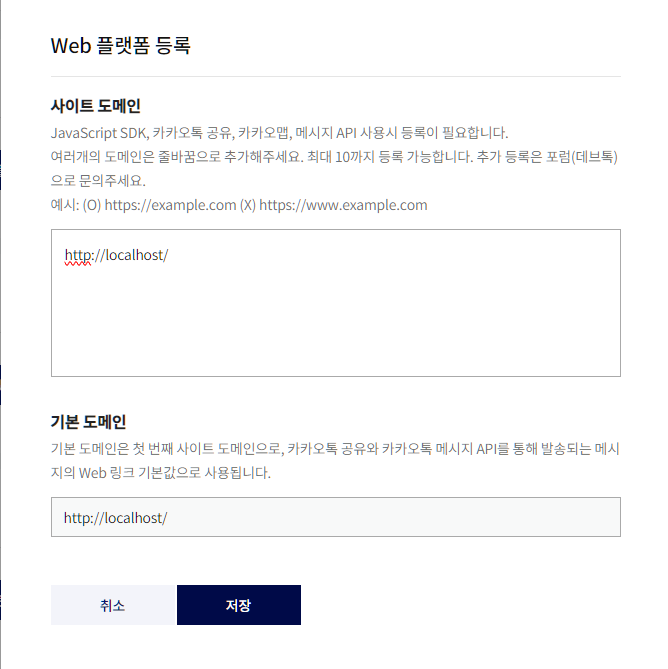 Web 플랫폼 등록
사이트 도메인
JavaScript SDK, 카카오톡 공유, 카카오맵, 메시지 API 사용시 등록이 필요합니다.
여러개의 도메인은 줄바꿈으로 추가해주세요. 최대 10까지 등록 가능합니다. 추가 등록은 포럼(데브톡)
으로 문의주세요.
예시: (O) https://example.com (X) https://www.example.com
http://localhost/
기본 도메인
기본 도메인은 첫 번째 사이트 도메인으로, 카카오톡 공유와 카카오톡 메시지 API를 통해 발송되는 메시
지의 Web 링크 기본값으로 사용됩니다.
http://localhost/
취소 저장